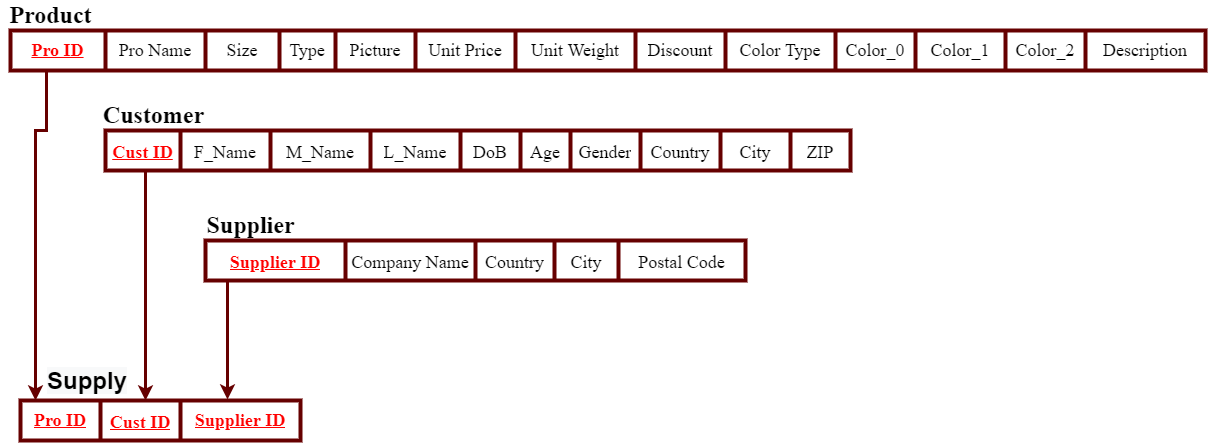 Product
Pro ID Pro Name Size Type Picture Unit Price Unit Weight Discount Color Type Color_0 Color_1 Color_2 Description
Customer
Cust ID F_Name M_Name L_Name DoB Age Gender Country City ZIP
Supplier
Supplier ID Company Name Country City Postal Code
Supply
Pro ID Cust ID Supplier ID